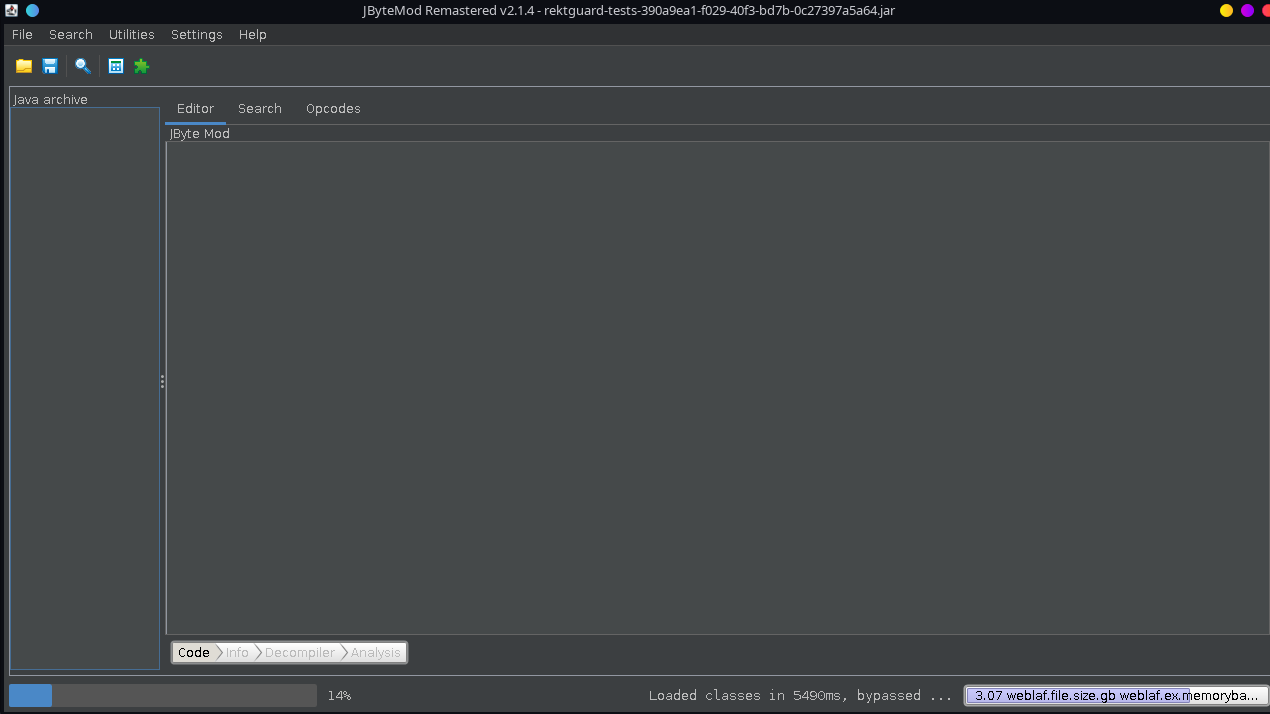 JByteMod Remastered v2.1.4 - rektguard-tests-390a9ea1-f029-40f3-bd7b-0c27397a5a64.jar
File Search Utilities Settings Help
Java archive
Editor Search Opcodes
JByte Mod
Code Info Decompiler Analysis
14% Loaded classes in 5490ms, bypassed ... 3.07 weblaf.file.size.gb weblaf.ex.memoryba...